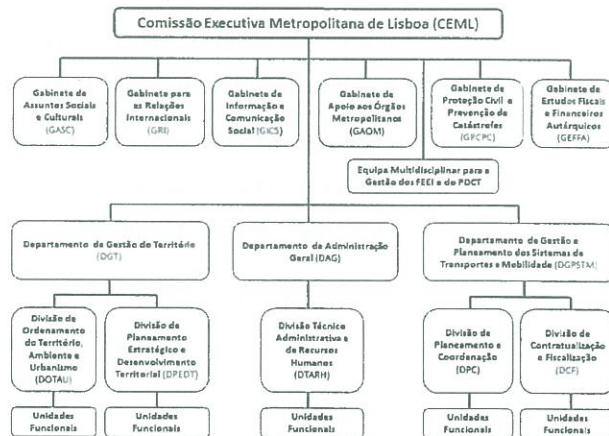 Comissão Executiva Metropolitana de Lisboa (CEML)
Gabinete de
Assuntos Sociais
e Culturais
(GASC)
Gabinete para
as Relações
Internacionais
(GRI)
Gabinete de
Informação e
Comunicação
Social (GICS)
Gabinete de
Apoio aos Órgãos
Metropolitanos
(GAOM)
Gabinete de
Proteção Civil e
Prevenção de
Catástrofes
(GPCPC)
Gabinete de
Estudos Fiscais
e Financeiros
Autárquicos
(GEFFA)
Equipa Multidisciplinar para a
Gestão dos FEEI e do PDCT
Departamento de Gestão do Território
(DGT)
Departamento de Administração
Geral (DAG)
Departamento de Gestão e
Planeamento dos Sistemas de
Transportes e Mobilidade (DGPSTM)
Divisão de
Ordenamento
do Território,
Ambiente e
Urbanismo
(DOTAU)
Divisão de
Planeamento
Estratégico e
Desenvolvimento
Territorial (DPEDT)
Divisão Técnica
Administrativa e
de Recursos
Humanos
(DTARH)
Divisão de
Planeamento e
Coordenação
(DPC)
Divisão de
Contratualização
e Fiscalização
(DCF)
Unidades
Funcionais
Unidades
Funcionais
Unidades
Funcionais
Unidades
Funcionais
Unidades
Funcionais